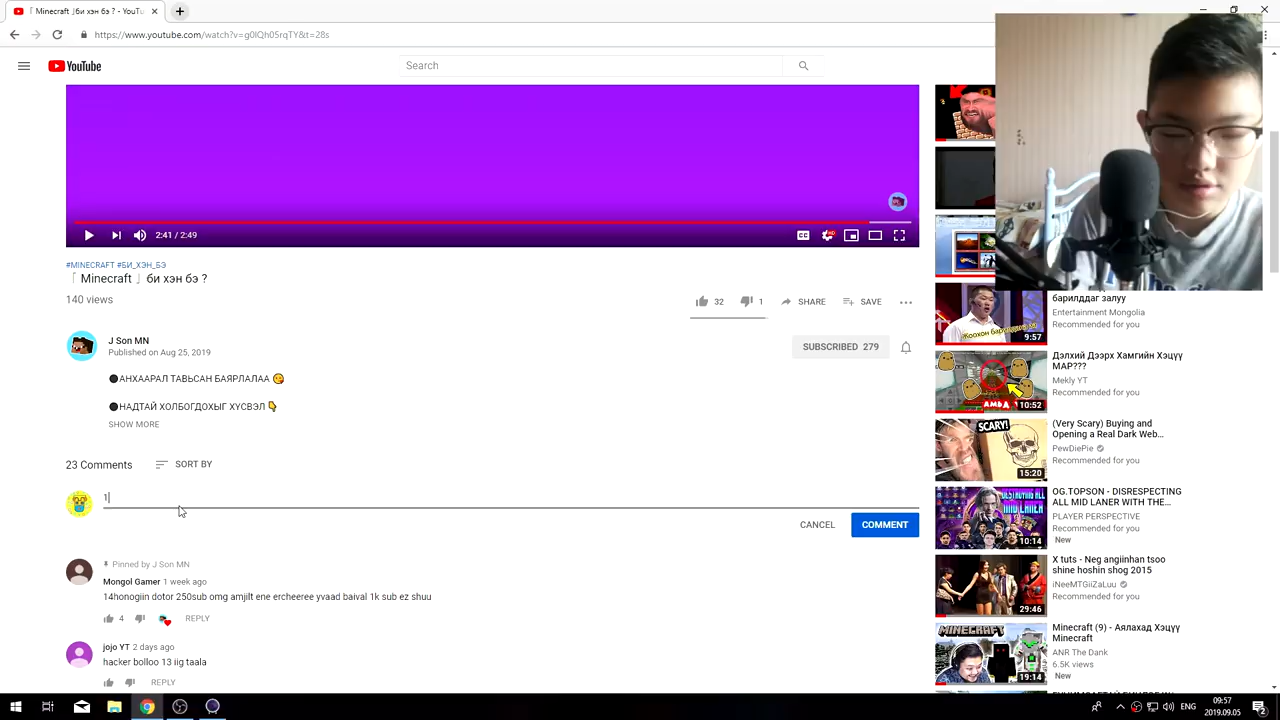 「 Minecraft 」би хэн бэ ? - YouTu
https://www.youtube.com/watch?v=g0lQh05rqTY&t=28s
YouTube
Search
2:41 / 2:49
#MINECRAFT #БИ_ХЭН_БЭ
「 Minecraft 」би хэн бэ ?
140 views
32
1
SHARE
SAVE
J Son MN
Published on Aug 25, 2019
SUBSCRIBED 279
●АНХААРАЛ ТАВЬСАН БАЯРЛАЛАА 😘
●НАДТАЙ ХОЛБОГДОХЫГ ХҮСВЭЛ 👇
SHOW MORE
23 Comments
SORT BY
1
CANCEL
COMMENT
Pinned by J Son MN
Mongol Gamer 1 week ago
14honogiin dotor 250sub omg amjilt ene ercheeree yvaad baival 1k sub ez shuu
4
REPLY
jojo YT 2 days ago
hacker bolloo 13 iig taala
REPLY
барилддаг залуу
Entertainment Mongolia
Recommended for you
9:57
Дэлхий Дээрх Хамгийн Хэцүү
MAP???
Mekly YT
Recommended for you
10:52
SCARY!
(Very Scary) Buying and
Opening a Real Dark Web…
PewDiePie
Recommended for you
15:20
OG.TOPSON - DISRESPECTING
ALL MID LANER WITH THE…
PLAYER PERSPECTIVE
Recommended for you
New
10:14
X tuts - Neg angiinhan tsoo
shine hoshin shog 2015
iNeeMTGiiZaLuu
Recommended for you
29:46
MINECRAFT
Minecraft (9) - Аялахад Хэцүү
Minecraft
ANR The Dank
6.5K views
New
19:14
ENG
09:57
2019.09.05
2